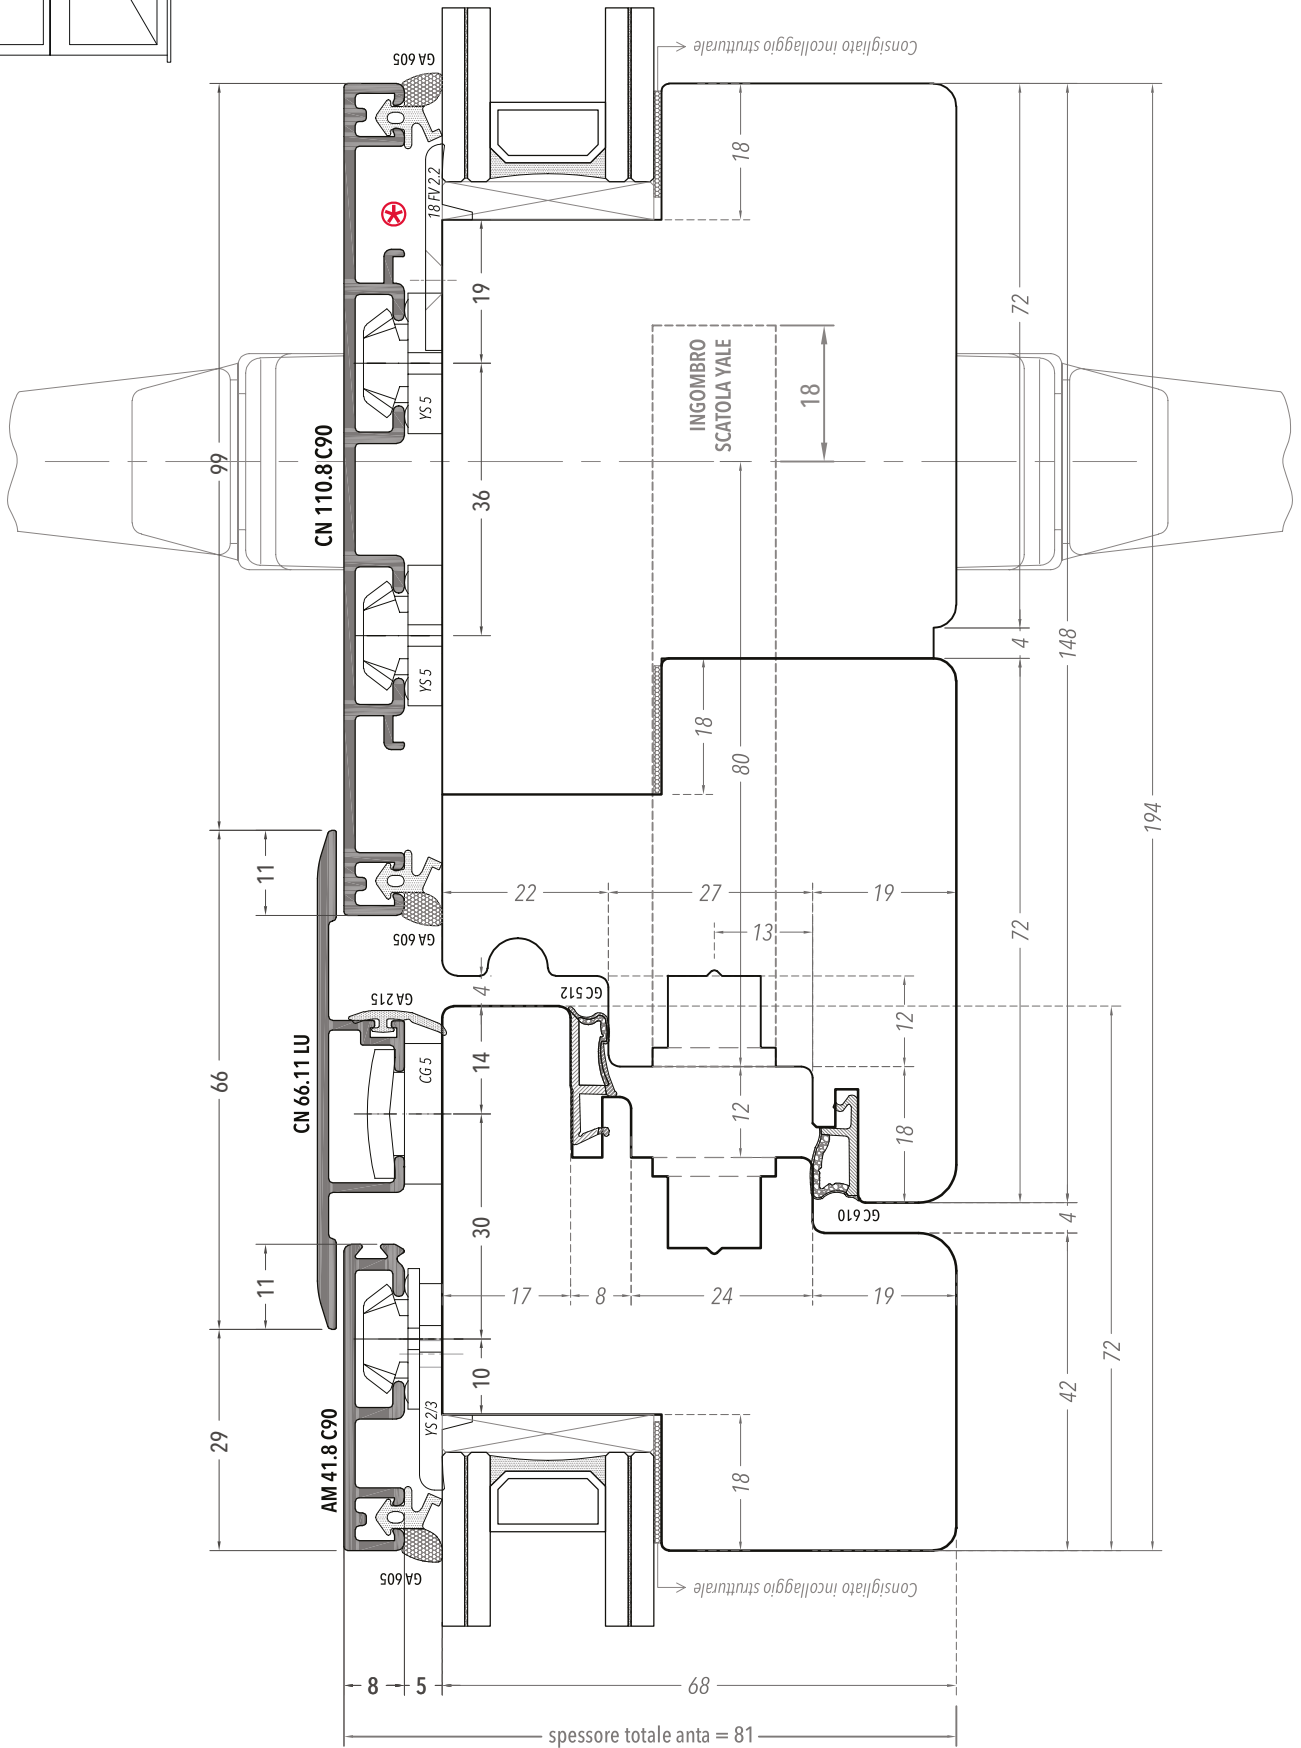 GA 605
Consigliato incollaggio strutturale
18
18 FV 2.2
19
72
INGOMBRO
SCATOLA YALE
18
YS 5
99
CN 110.8 C90
36
4
148
YS 5
18
80
194
11
22
27
19
GA 605
13
72
4
GA 215
GC 512
12
CN 66.11 LU
66
CG 5
14
12
18
30
GC 610
4
11
17
8
24
19
72
10
42
29
AM 41.8 C90
YS 2/3
18
GA 605
Consigliato incollaggio strutturale
8
5
68
spessore totale anta = 81